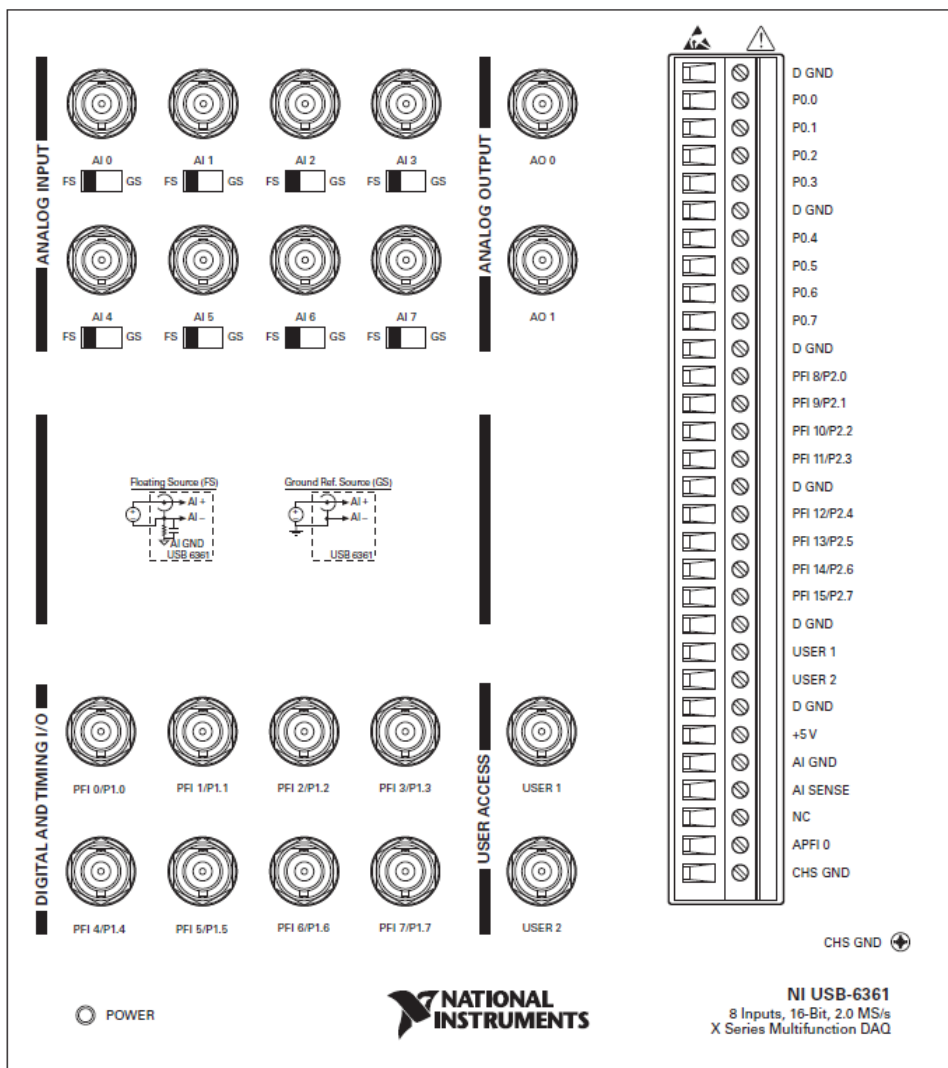 ANALOG INPUT
AI 0 AI 1 AI 2 AI 3
FS GS FS GS FS GS FS GS
AI 4 AI 5 AI 6 AI 7
FS GS FS GS FS GS FS GS
ANALOG OUTPUT
AO 0
AO 1
Floating Source (FS)
AI +
AI –
AI GND
USB 6361
Ground Ref. Source (GS)
AI +
AI –
USB 6361
DIGITAL AND TIMING I/O
PFI 0/P1.0 PFI 1/P1.1 PFI 2/P1.2 PFI 3/P1.3
PFI 4/P1.4 PFI 5/P1.5 PFI 6/P1.6 PFI 7/P1.7
USER ACCESS
USER 1
USER 2
D GND
P0.0
P0.1
P0.2
P0.3
D GND
P0.4
P0.5
P0.6
P0.7
D GND
PFI 8/P2.0
PFI 9/P2.1
PFI 10/P2.2
PFI 11/P2.3
D GND
PFI 12/P2.4
PFI 13/P2.5
PFI 14/P2.6
PFI 15/P2.7
D GND
USER 1
USER 2
D GND
+5 V
AI GND
AI SENSE
NC
APFI 0
CHS GND
CHS GND
POWER
NATIONAL
INSTRUMENTS
NI USB-6361
8 Inputs, 16-Bit, 2.0 MS/s
X Series Multifunction DAQ